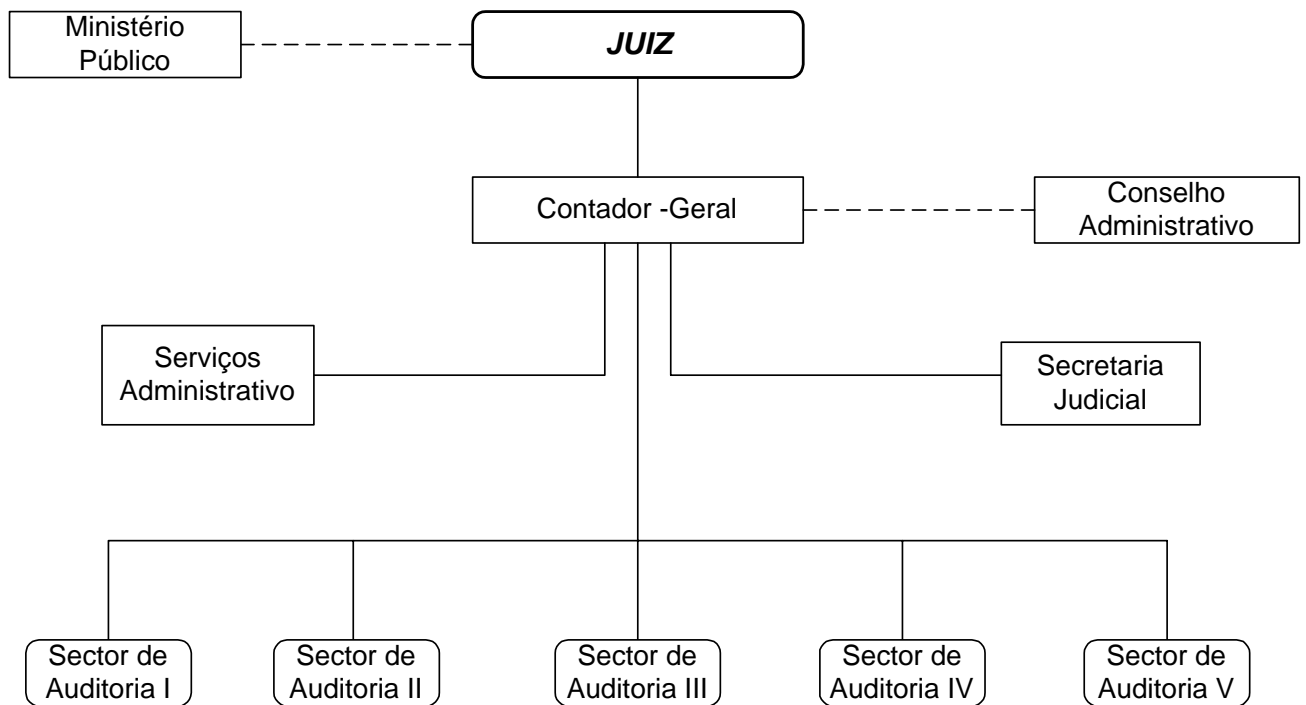 Ministério
Público
JUIZ
Contador -Geral
Conselho
Administrativo
Serviços
Administrativo
Secretaria
Judicial
Sector de
Auditoria I
Sector de
Auditoria II
Sector de
Auditoria III
Sector de
Auditoria IV
Sector de
Auditoria V